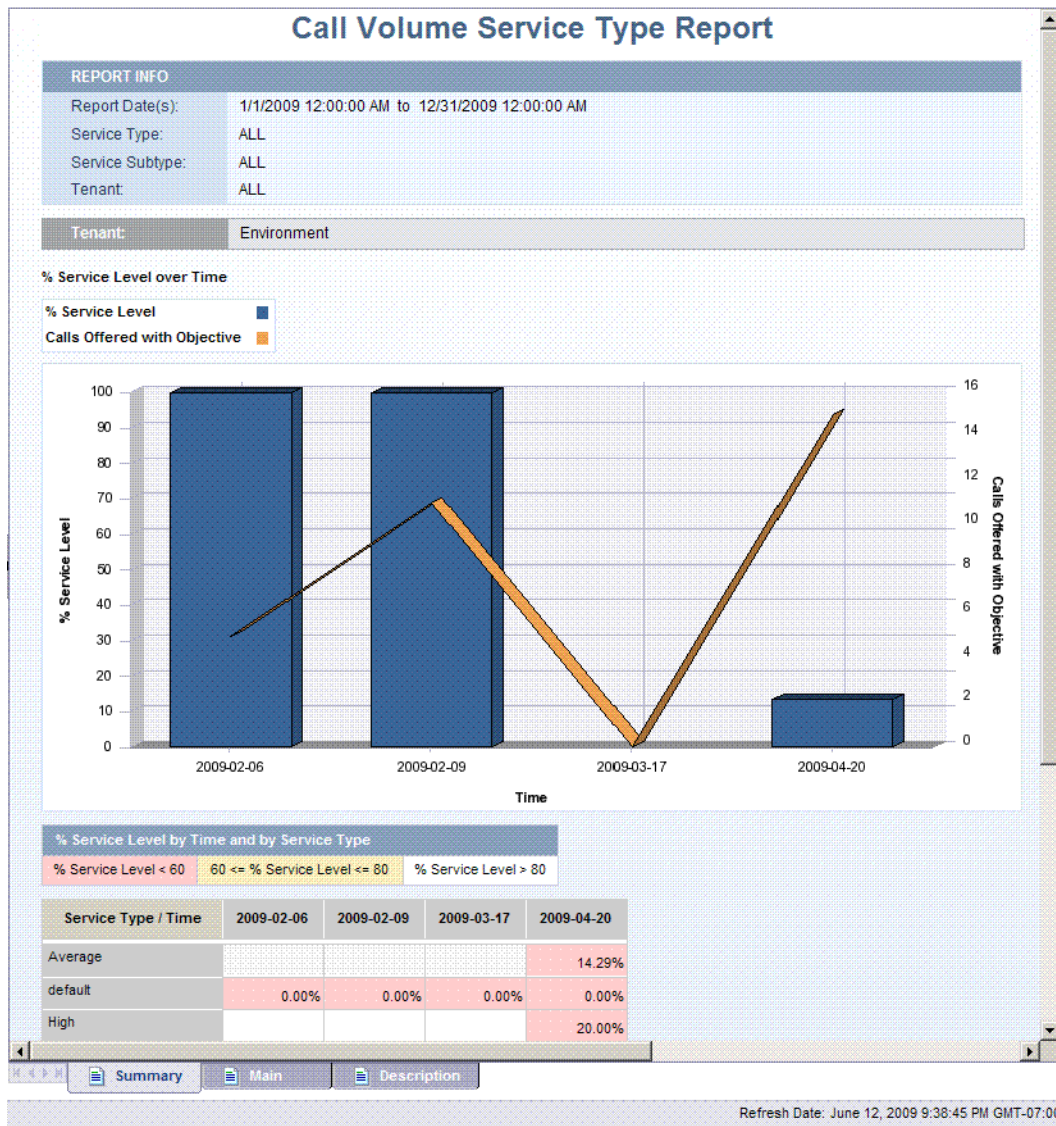 Call Volume Service Type Report
REPORT INFO
Report Date(s): 1/1/2009 12:00:00 AM to 12/31/2009 12:00:00 AM
Service Type: ALL
Service Subtype: ALL
Tenant: ALL
Tenant: Environment
% Service Level over Time
% Service Level
Calls Offered with Objective
100
90
80
70
60
50
40
30
20
10
0
% Service Level
16
14
12
10
8
6
4
2
0
Calls Offered with Objective
2009-02-06 2009-02-09 2009-03-17 2009-04-20
Time
% Service Level by Time and by Service Type
% Service Level < 60 60 <= % Service Level <= 80 % Service Level > 80
Service Type / Time 2009-02-06 2009-02-09 2009-03-17 2009-04-20
Average 14.29%
default 0.00% 0.00% 0.00% 0.00%
High 20.00%
Summary Main Description
Refresh Date: June 12, 2009 9:38:45 PM GMT-07:00